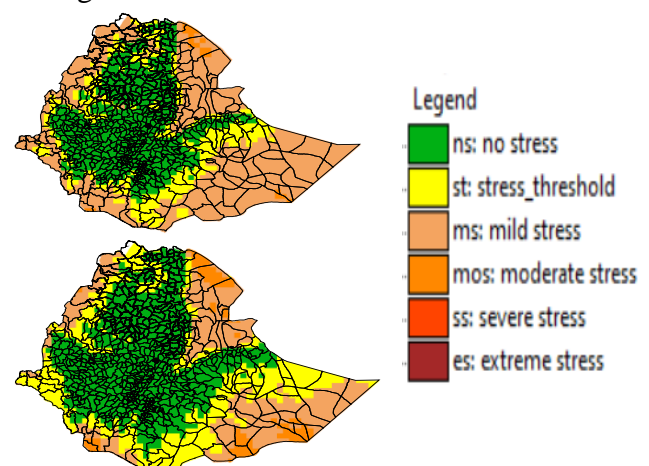 Legend
ns: no stress
st: stress_threshold
ms: mild stress
mos: moderate stress
ss: severe stress
es: extreme stress